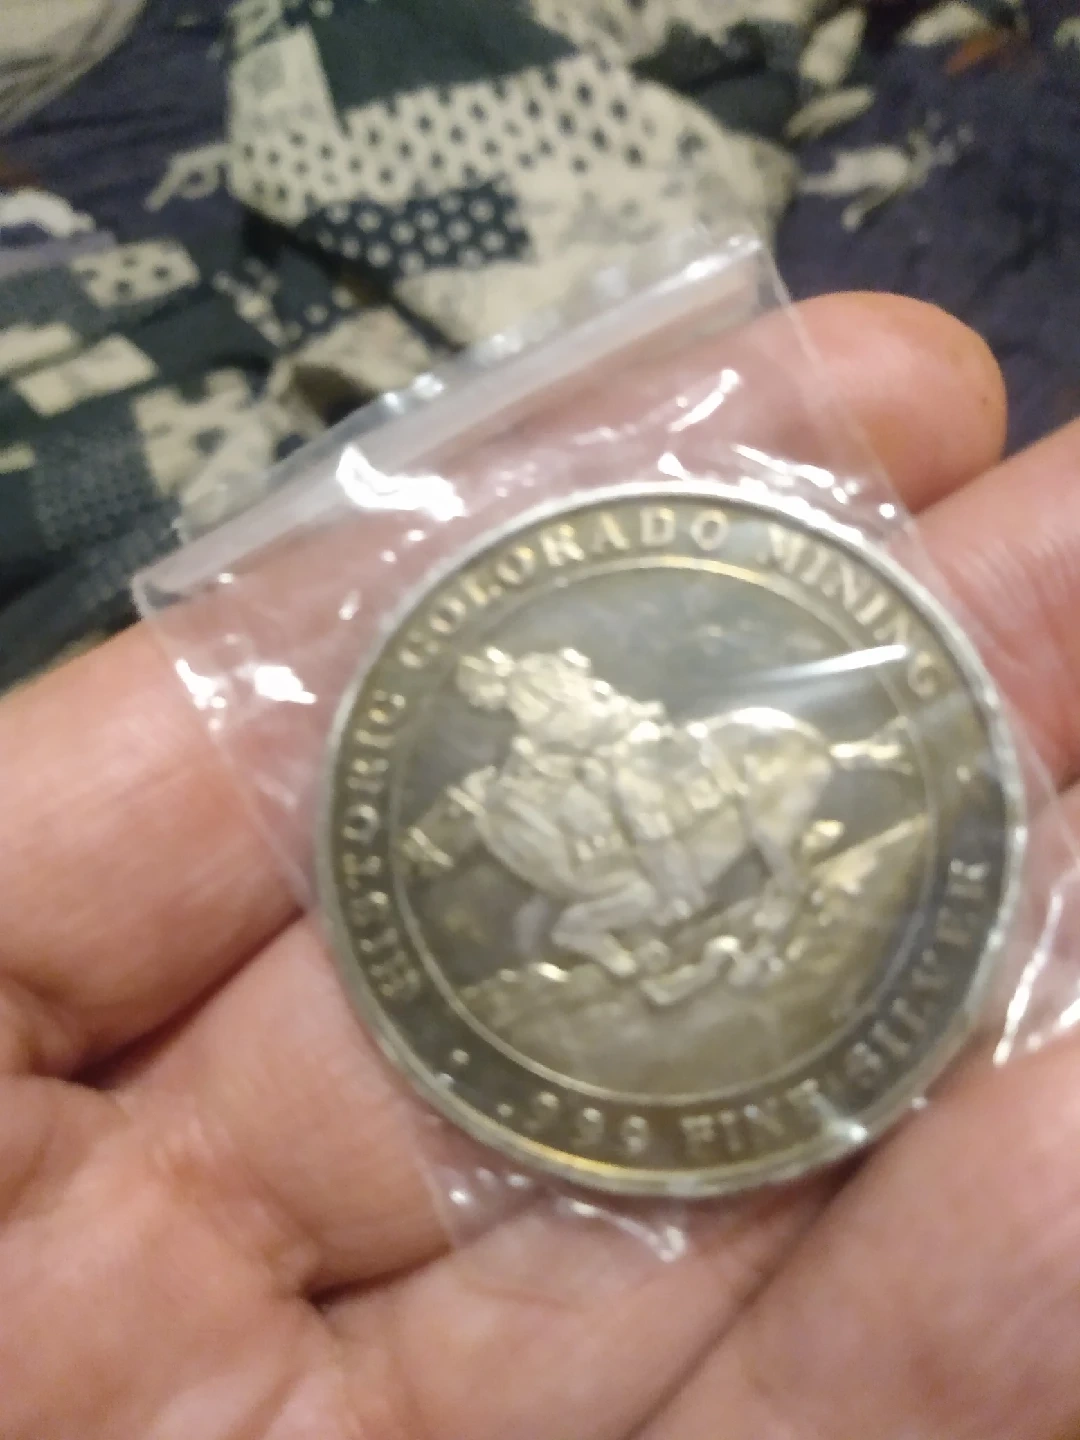 HISTORIC COLORADO MINING
. .999 FINE SILVER